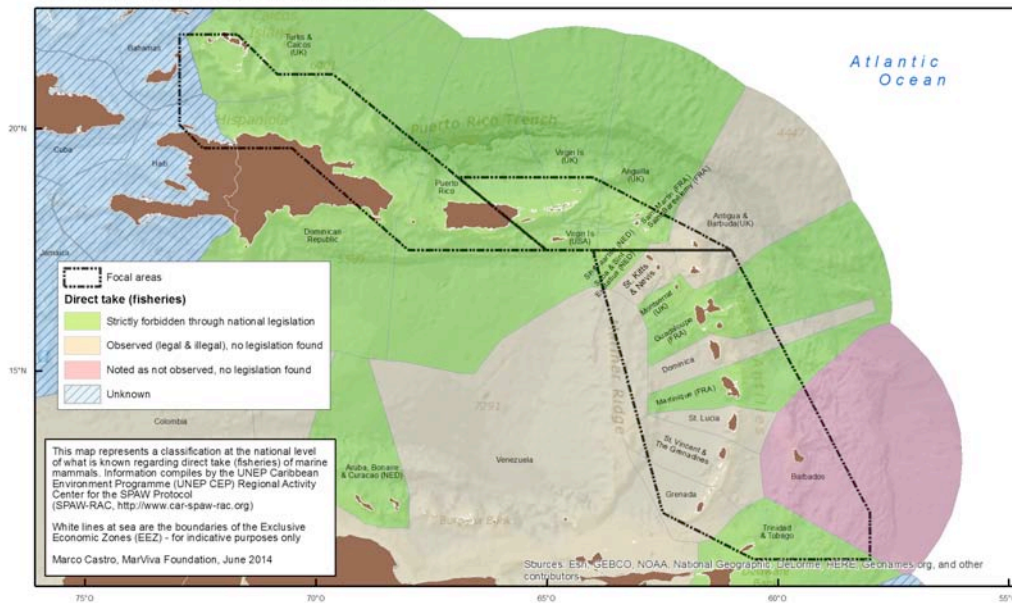 Atlantic
Ocean
Bahamas
Turks &
Caicos
(UK)
Hispaniola
Puerto Rico Trench
4447
20°N
Cuba
Haiti
Virgin Is
(UK)
Anguilla
(UK)
Puerto
Rico
Saint Martin (FRA)
Saint Barthelemy (FRA)
Antigua &
Barbuda(UK)
Dominican
Republic
Virgin Is
(USA)
Jamaica
St. Kitts
& Nevis
Montserrat
(UK)
Guadeloupe
(FRA)
Focal areas
Direct take (fisheries)
Strictly forbidden through national legislation
Observed (legal & illegal), no legislation found
Noted as not observed, no legislation found
Unknown
15°N
Dominica
Martinique (FRA)
St. Lucia
Colombia
7291
Venezuela
St. Vincent &
The Grenadines
Barbados
Aruba, Bonaire
& Curacao (NED)
Grenada
Trinidad
& Tobago
This map represents a classification at the national level
of what is known regarding direct take (fisheries) of marine
mammals. Information compiles by the UNEP Caribbean
Environment Programme (UNEP CEP) Regional Activity
Center for the SPAW Protocol
(SPAW-RAC, http://www.car-spaw-rac.org)
White lines at sea are the boundaries of the Exclusive
Economic Zones (EEZ) - for indicative purposes only
Marco Castro, MarViva Foundation, June 2014
Sources: Esri, GEBCO, NOAA, National Geographic, DeLorme, HERE, Geonames.org, and other
contributors
75°O
70°O
65°O
60°O